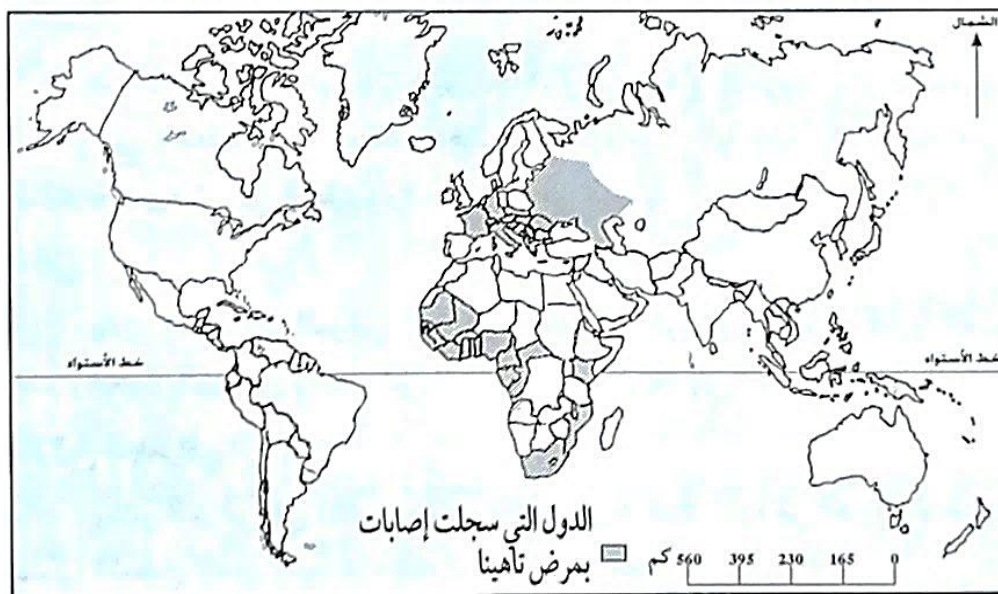 الشمال
خط الأستواء
خط الأستواء
الدول التي سجلت إصابات
بمرض تاهينا
كم 560 395 230 165 0